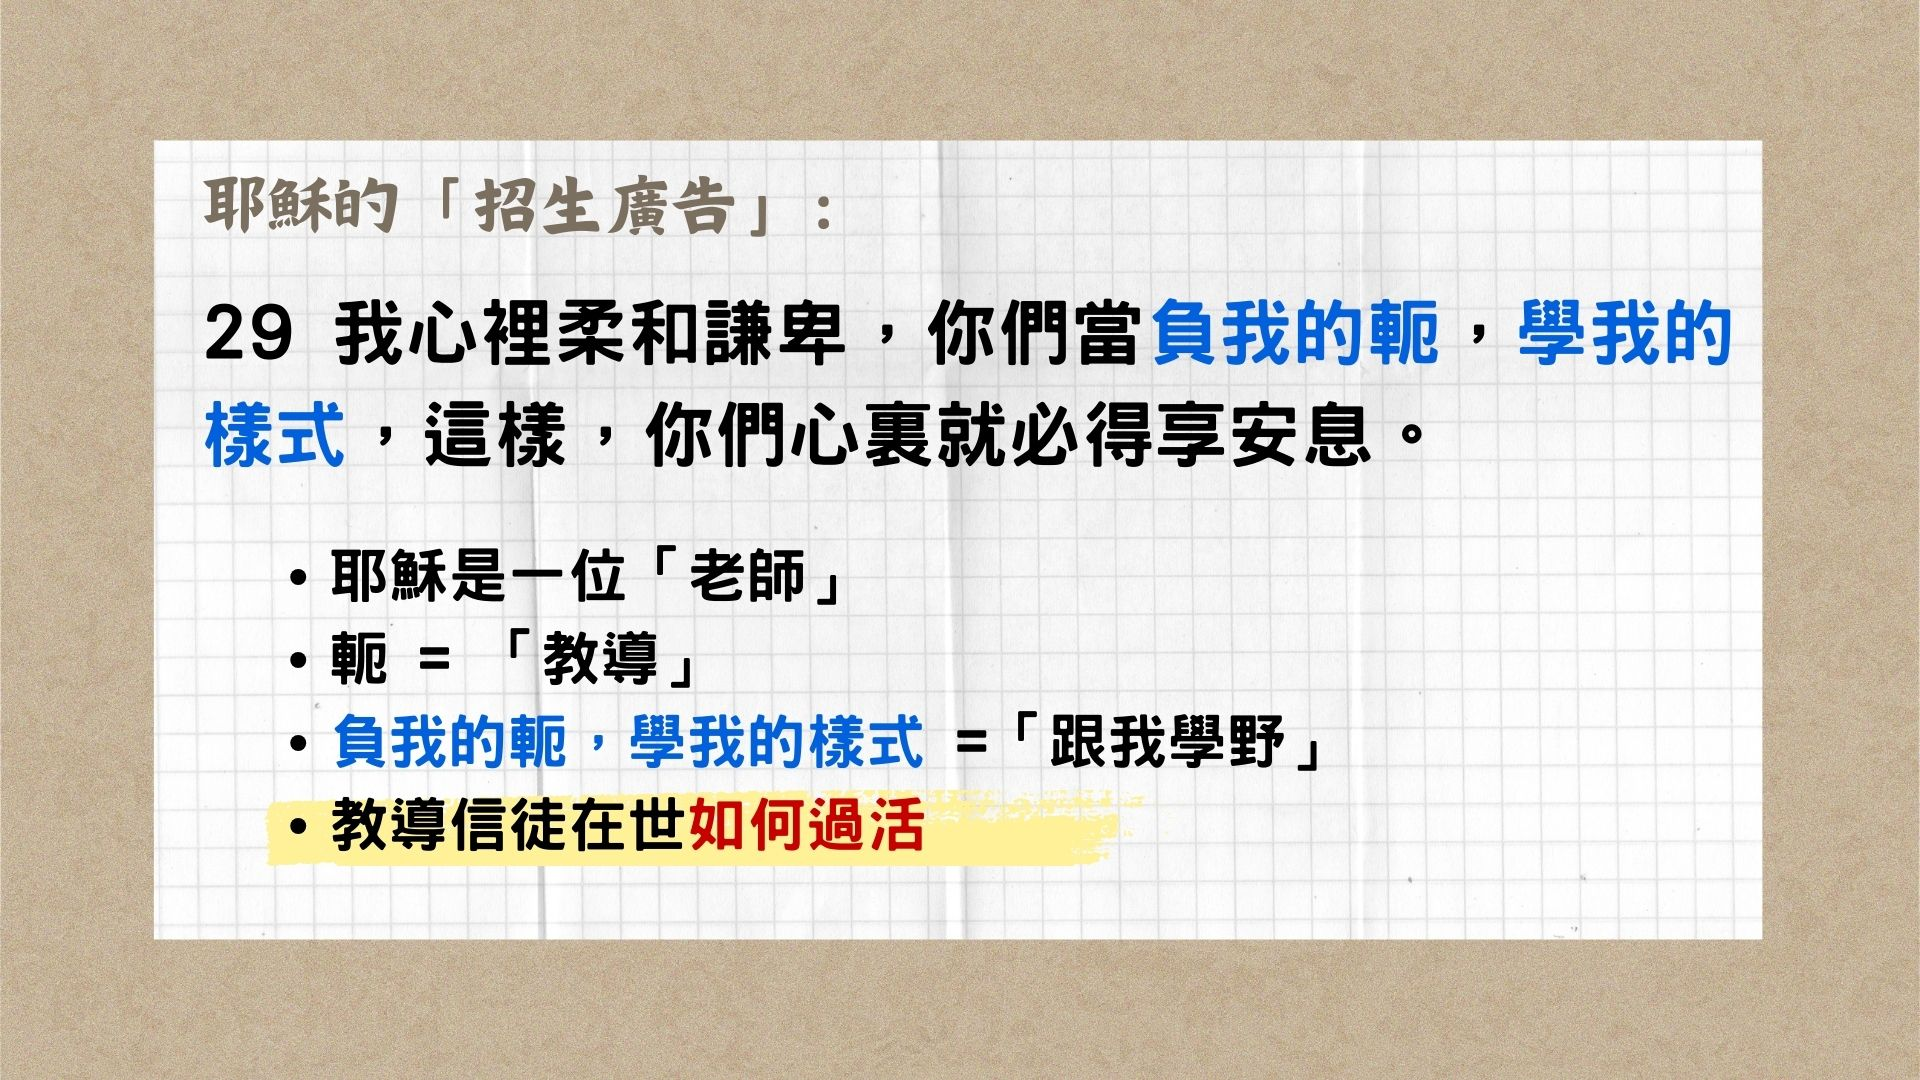 耶穌的「招生廣告」:
29 我心裡柔和謙卑，你們當負我的軛，學我的
樣式，這樣，你們心裏就必得享安息。
• 耶穌是一位「老師」
• 軛 = 「教導」
• 負我的軛，學我的樣式 =「跟我學野」
• 教導信徒在世如何過活